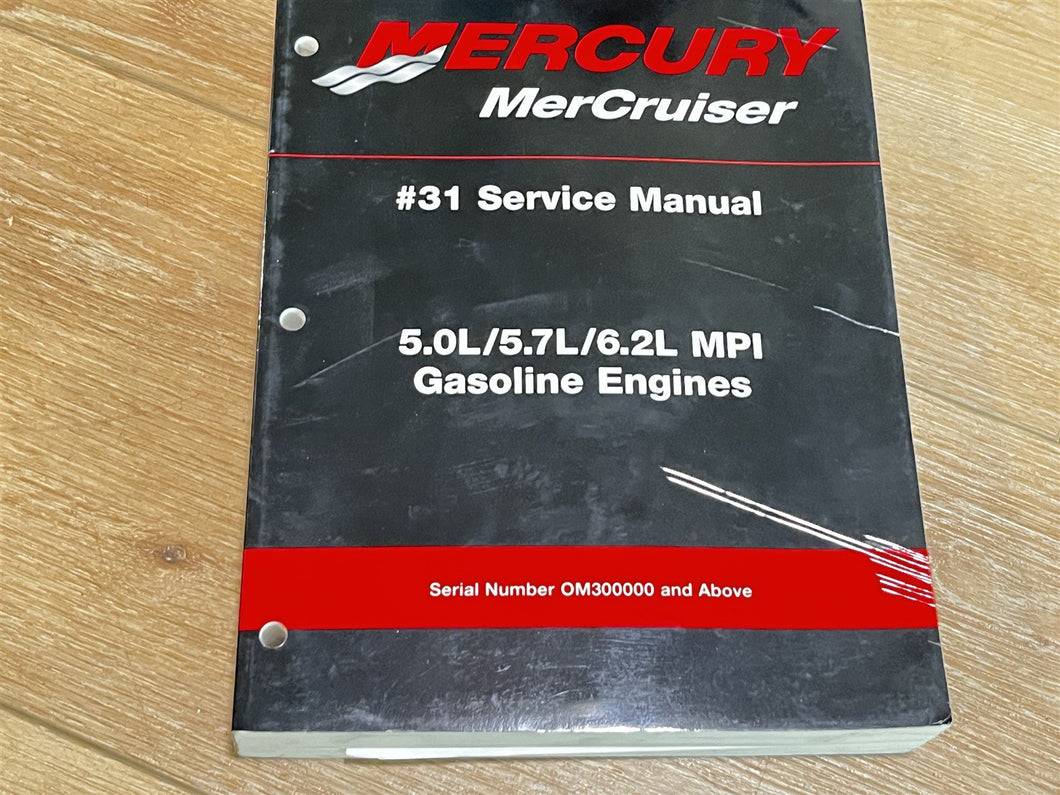 MERCURY
MerCruiser
#31 Service Manual
5.0L/5.7L/6.2L MPI
Gasoline Engines
Serial Number OM300000 and Above